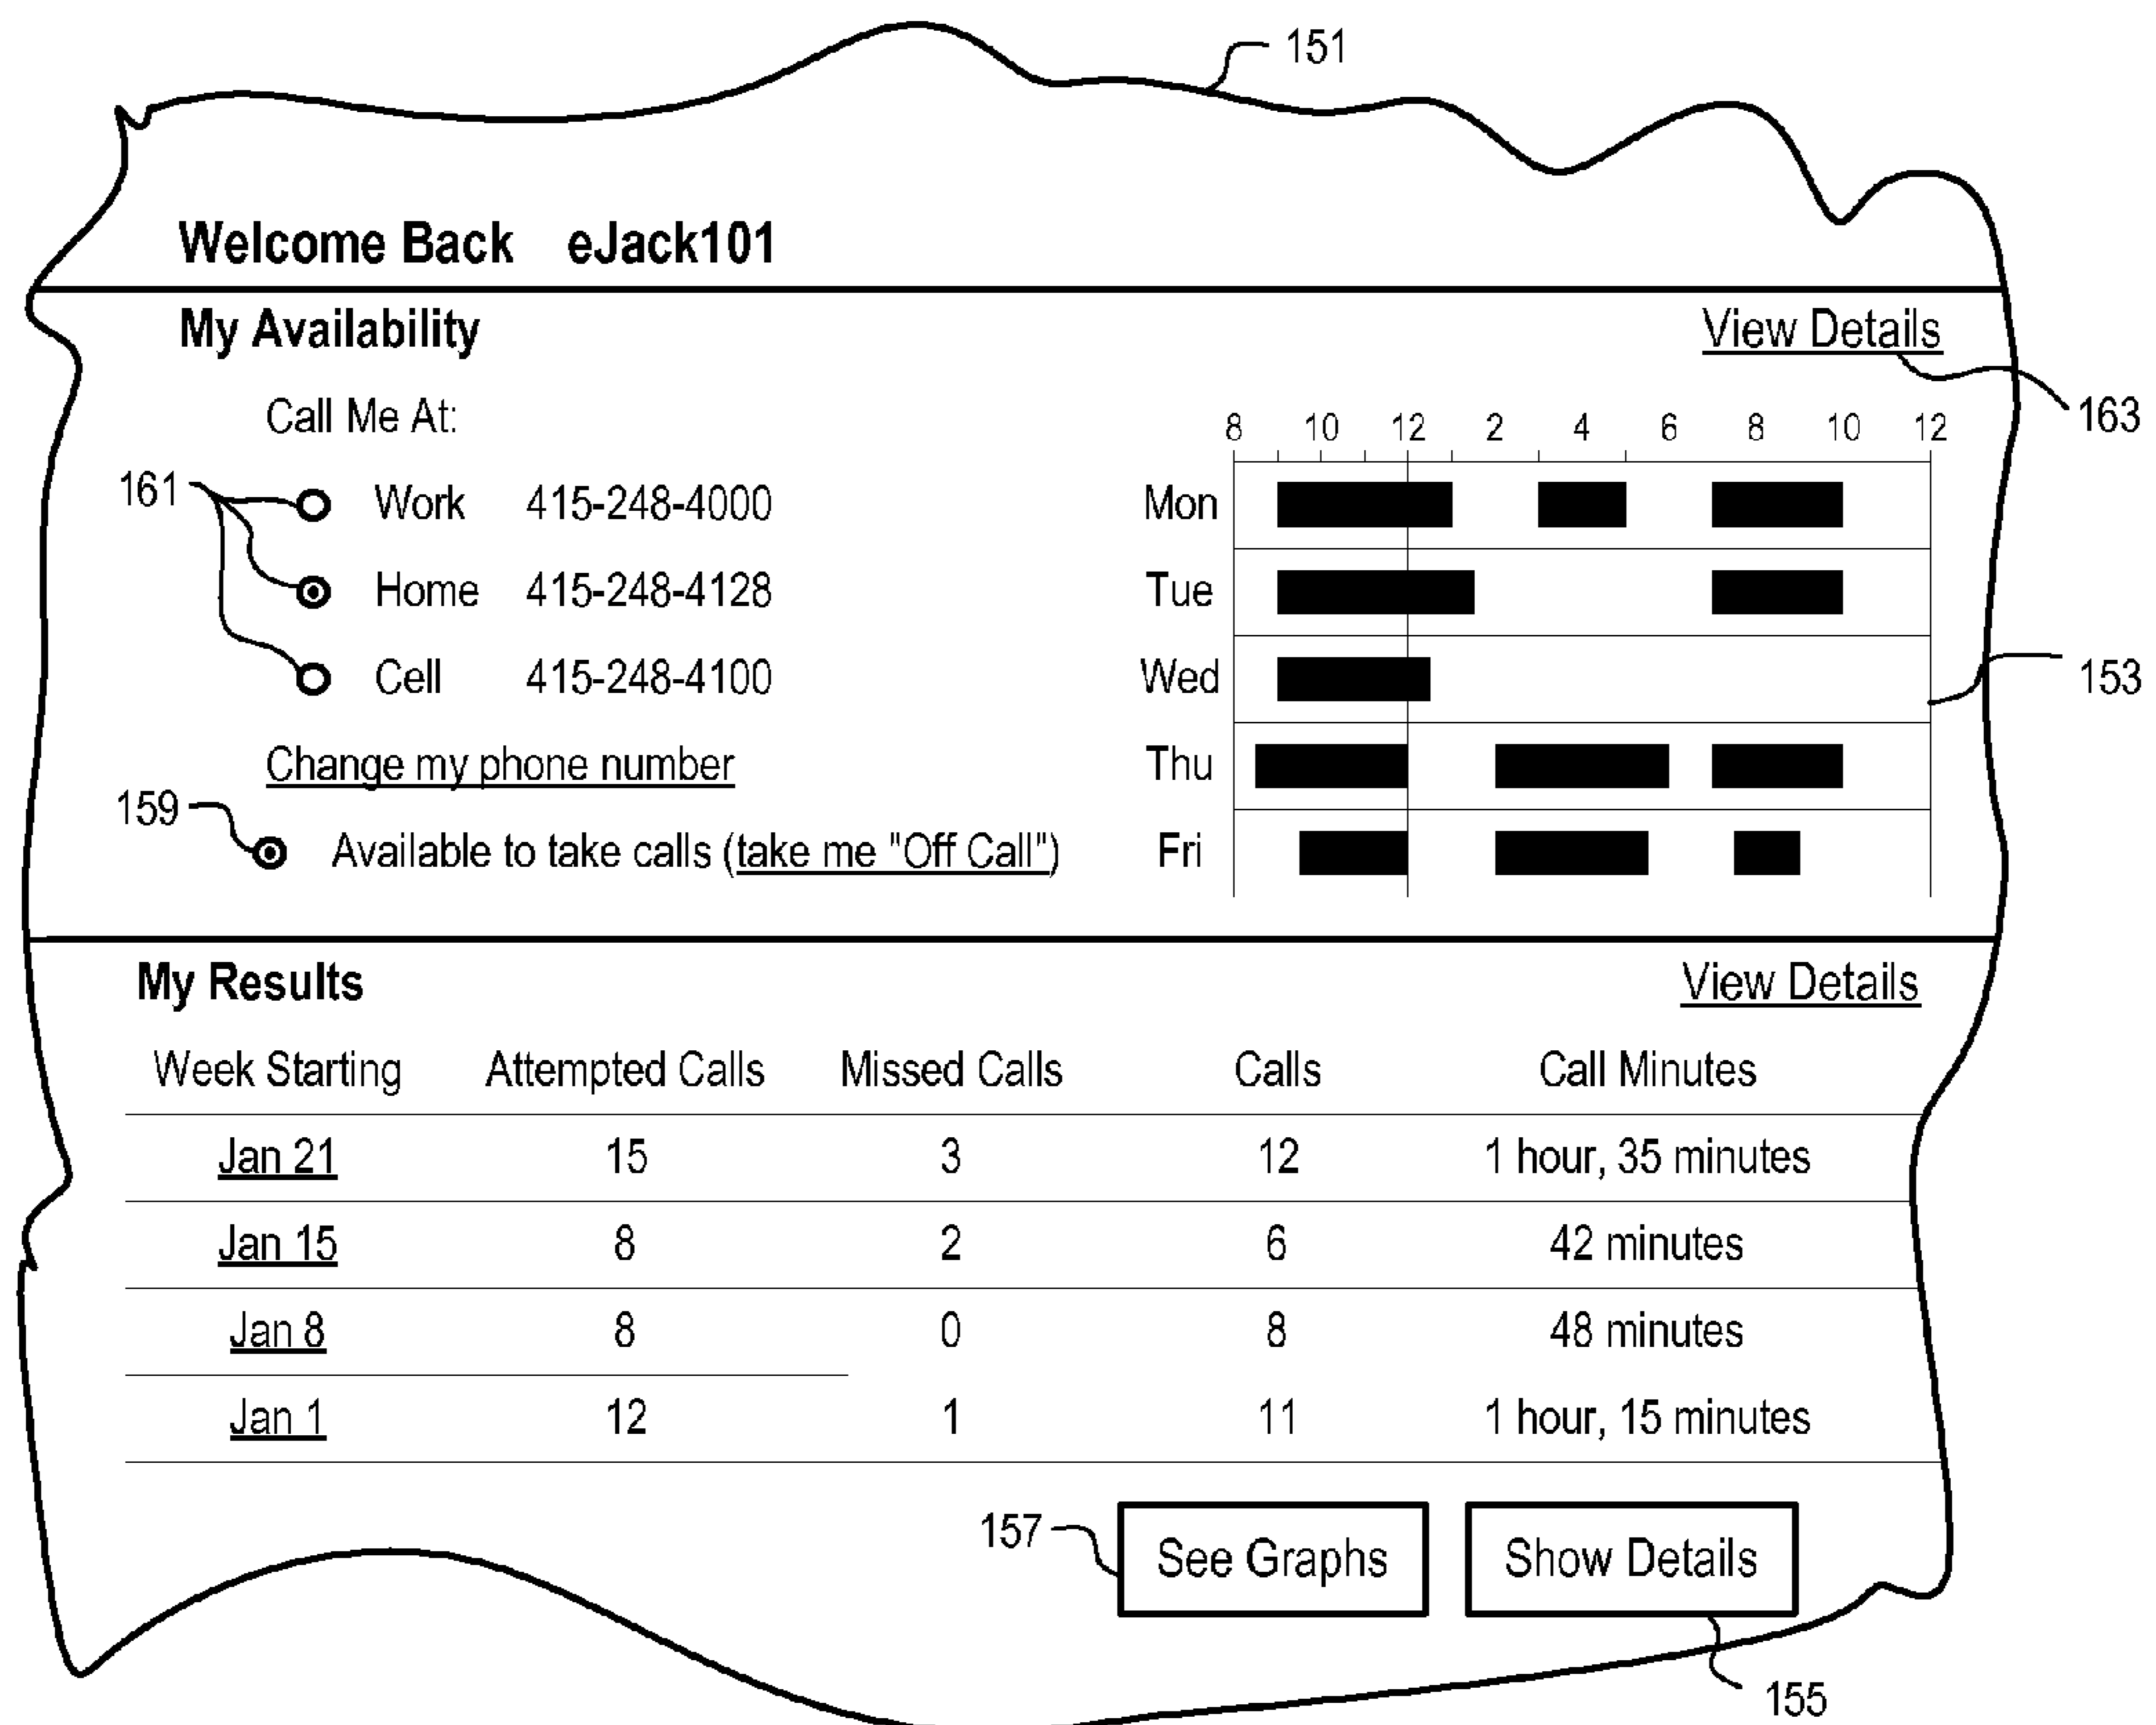 151
Welcome Back eJack101
My Availability View Details
163
Call Me At:
8 10 12 2 4 6 8 10 12
161 Work 415-248-4000 Mon
Home 415-248-4128 Tue
Cell 415-248-4100 Wed
153
Change my phone number Thu
159
Available to take calls (take me "Off Call") Fri
My Results View Details
Week Starting Attempted Calls Missed Calls Calls Call Minutes
Jan 21 15 3 12 1 hour, 35 minutes
Jan 15 8 2 6 42 minutes
Jan 8 8 0 8 48 minutes
Jan 1 12 1 11 1 hour, 15 minutes
157 See Graphs Show Details
155